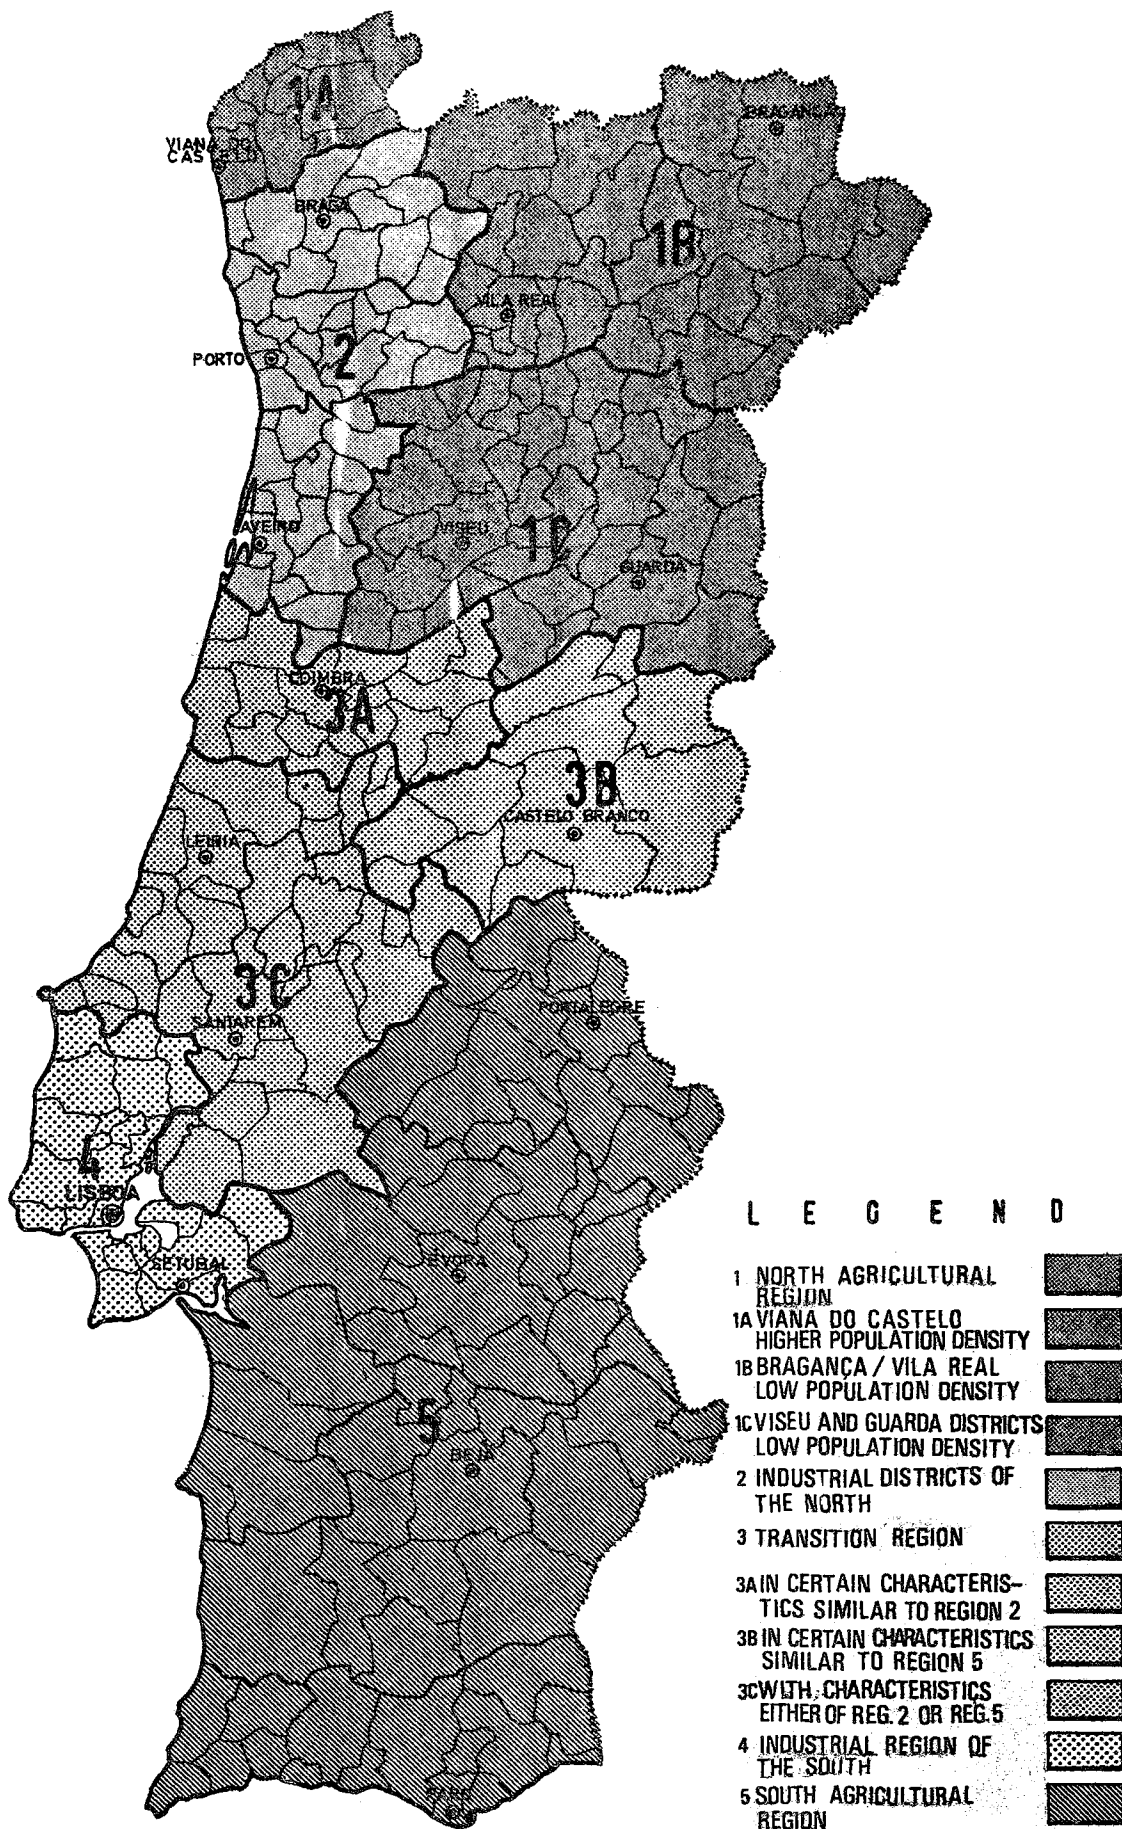 1A
BRAGANÇA
VIANA DO
CASTELO
BRAGA
1B
VILA REAL
PORTO
2
AVEIRO
VISEU
1C
GUARDA
COIMBRA
3A
3B
CASTELO BRANCO
LEIRIA
3C
SANTAREM
PORTALEGRE
4
LISBOA
SETUBAL
EVORA
5
BEJA
FARO
LEGEND
1 NORTH AGRICULTURAL
REGION
1A VIANA DO CASTELO
HIGHER POPULATION DENSITY
1B BRAGANÇA / VILA REAL
LOW POPULATION DENSITY
1C VISEU AND GUARDA DISTRICTS
LOW POPULATION DENSITY
2 INDUSTRIAL DISTRICTS OF
THE NORTH
3 TRANSITION REGION
3A IN CERTAIN CHARACTERIS-
TICS SIMILAR TO REGION 2
3B IN CERTAIN CHARACTERISTICS
SIMILAR TO REGION 5
3C WITH CHARACTERISTICS
EITHER OF REG. 2 OR REG. 5
4 INDUSTRIAL REGION OF
THE SOUTH
5 SOUTH AGRICULTURAL
REGION